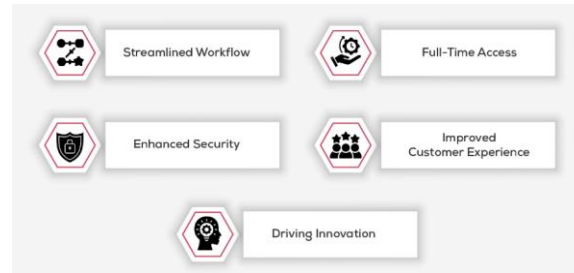 Streamlined Workflow
Full-Time Access
Enhanced Security
Improved
Customer Experience
Driving Innovation